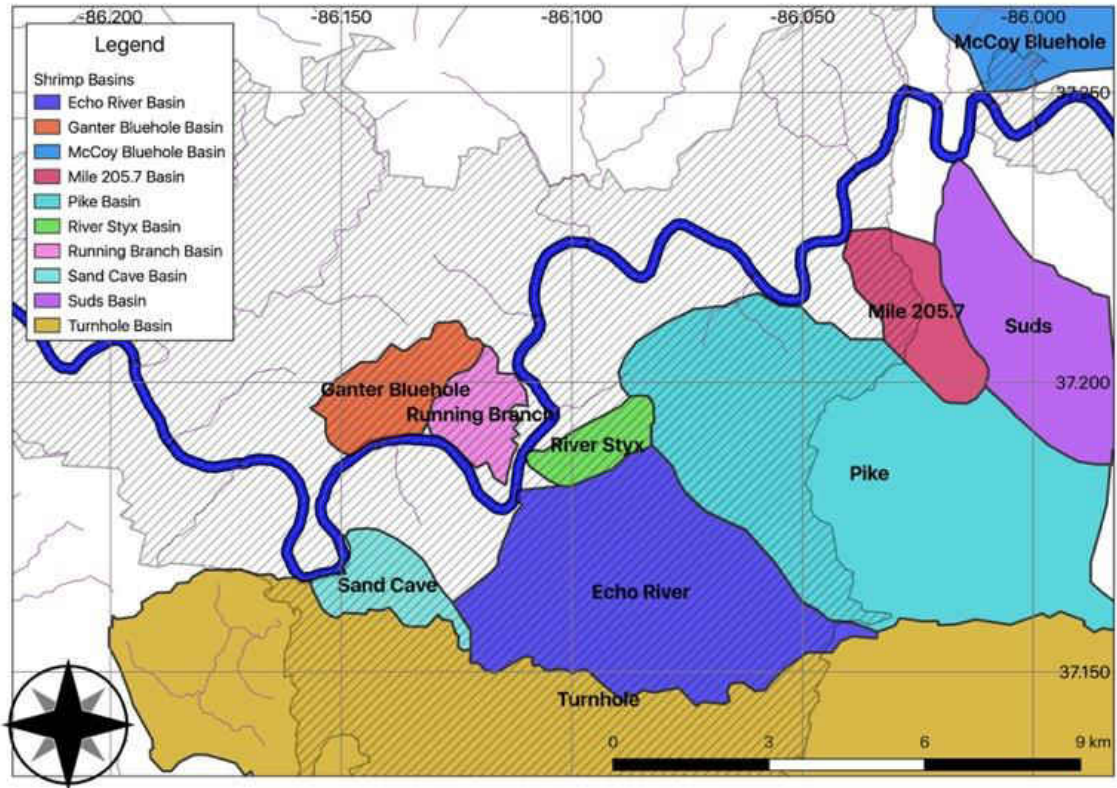 -86.200
-86.150
-86.100
-86.050
-86.000
Legend
Shrimp Basins
Echo River Basin
Ganter Bluehole Basin
McCoy Bluehole Basin
Mile 205.7 Basin
Pike Basin
River Styx Basin
Running Branch Basin
Sand Cave Basin
Suds Basin
Turnhole Basin
McCoy Bluehole
37.250
Mile 205.7
Suds
37.200
Ganter Bluehole
Running Branch
River Styx
Pike
Sand Cave
Echo River
37.150
Turnhole
0 3 6 9 km